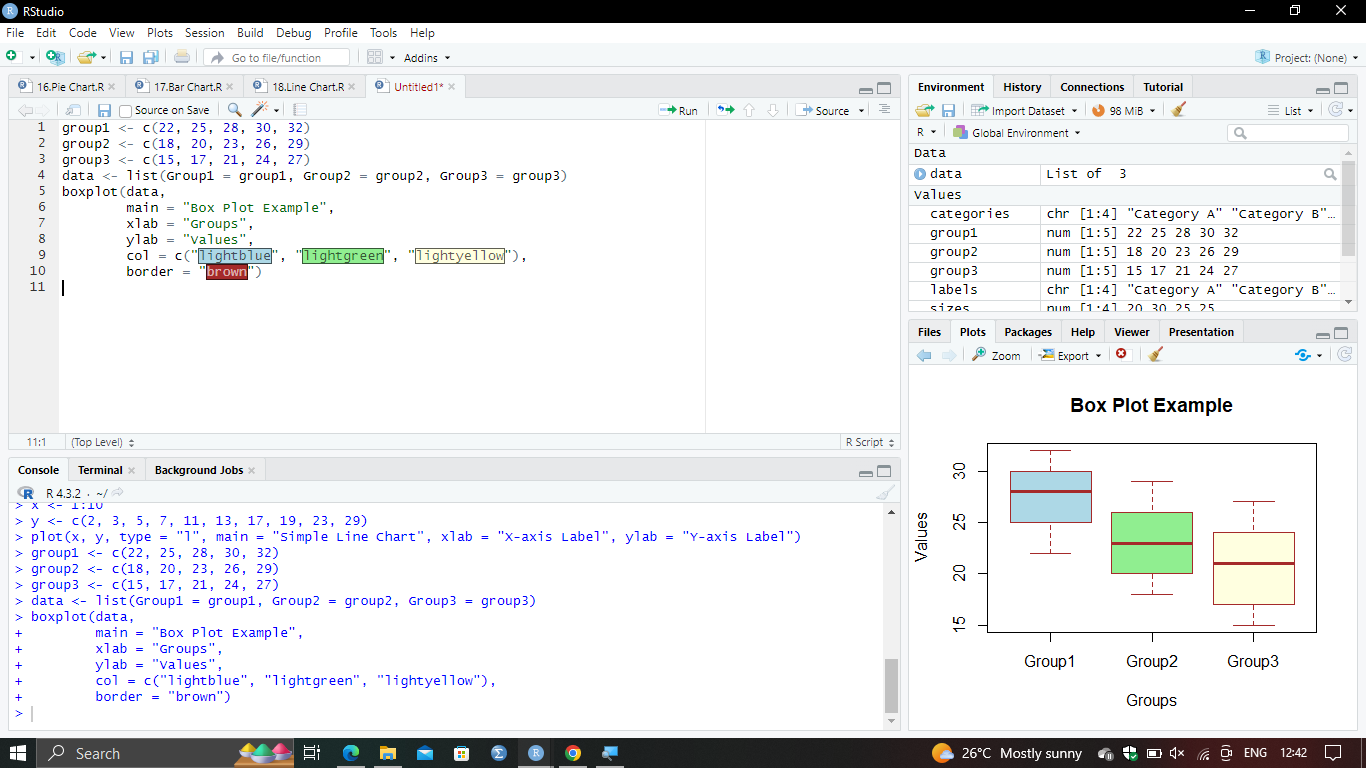 RStudio
File Edit Code View Plots Session Build Debug Profile Tools Help
Go to file/function Addins Project: (None)
16.Pie Chart.R 17.Bar Chart.R 18.Line Chart.R Untitled1*
Source on Save Run Source
1 group1 <- c(22, 25, 28, 30, 32)
2 group2 <- c(18, 20, 23, 26, 29)
3 group3 <- c(15, 17, 21, 24, 27)
4 data <- list(Group1 = group1, Group2 = group2, Group3 = group3)
5 boxplot(data,
6 main = "Box Plot Example",
7 xlab = "Groups",
8 ylab = "Values",
9 col = c("lightblue", "lightgreen", "lightyellow"),
10 border = "brown")
11
11:1 (Top Level) R Script
Console Terminal Background Jobs
R 4.3.2 · ~/
> x <- 1:10
> y <- c(2, 3, 5, 7, 11, 13, 17, 19, 23, 29)
> plot(x, y, type = "l", main = "Simple Line Chart", xlab = "X-axis Label", ylab = "Y-axis Label")
> group1 <- c(22, 25, 28, 30, 32)
> group2 <- c(18, 20, 23, 26, 29)
> group3 <- c(15, 17, 21, 24, 27)
> data <- list(Group1 = group1, Group2 = group2, Group3 = group3)
> boxplot(data,
+ main = "Box Plot Example",
+ xlab = "Groups",
+ ylab = "Values",
+ col = c("lightblue", "lightgreen", "lightyellow"),
+ border = "brown")
>
Environment History Connections Tutorial
Import Dataset 98 MiB List
R Global Environment
Data
data List of 3
Values
categories chr [1:4] "Category A" "Category B"…
group1 num [1:5] 22 25 28 30 32
group2 num [1:5] 18 20 23 26 29
group3 num [1:5] 15 17 21 24 27
labels chr [1:4] "Category A" "Category B"…
sizes num [1:4] 20 30 25 25
Files Plots Packages Help Viewer Presentation
Zoom Export
Box Plot Example
Values
30
25
20
15
Group1 Group2 Group3
Groups
Search 26°C Mostly sunny ENG 12:42